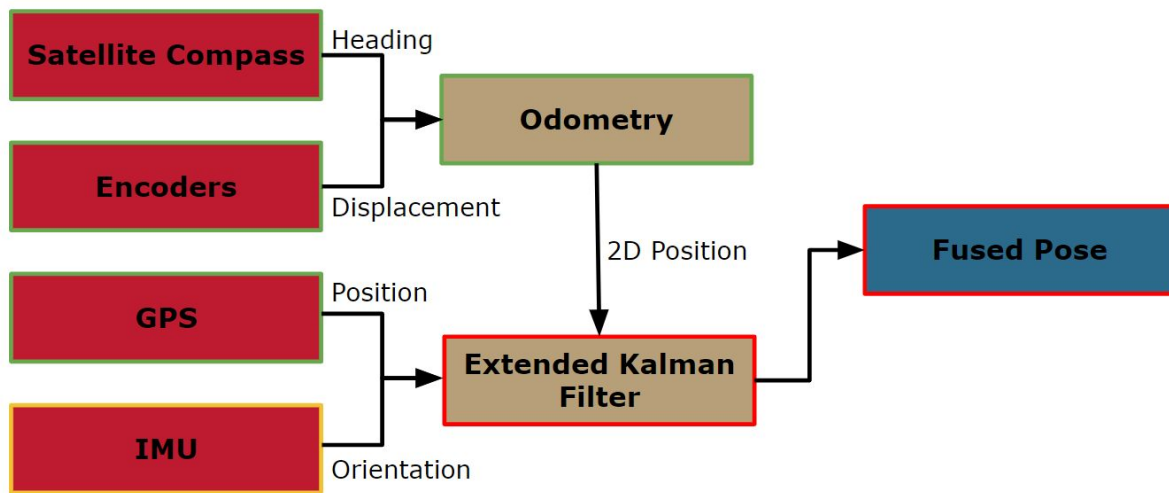 Satellite Compass
Heading
Odometry
Encoders
Displacement
2D Position
Fused Pose
GPS
Position
Extended Kalman
Filter
IMU
Orientation